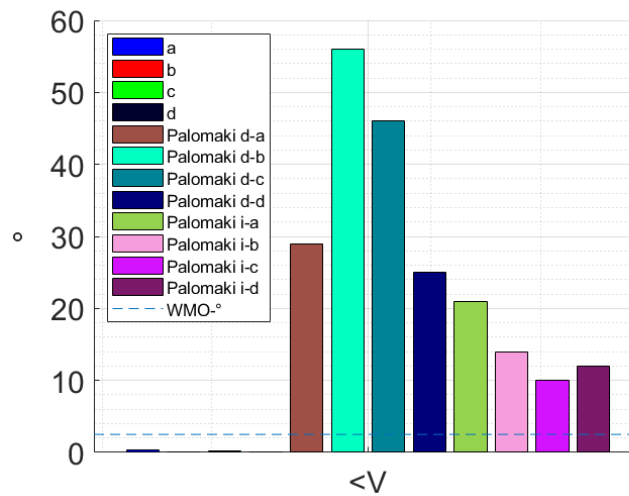 60
50
40
30
20
10
0
°
a
b
c
d
Palomaki d-a
Palomaki d-b
Palomaki d-c
Palomaki d-d
Palomaki i-a
Palomaki i-b
Palomaki i-c
Palomaki i-d
WMO-°
<V